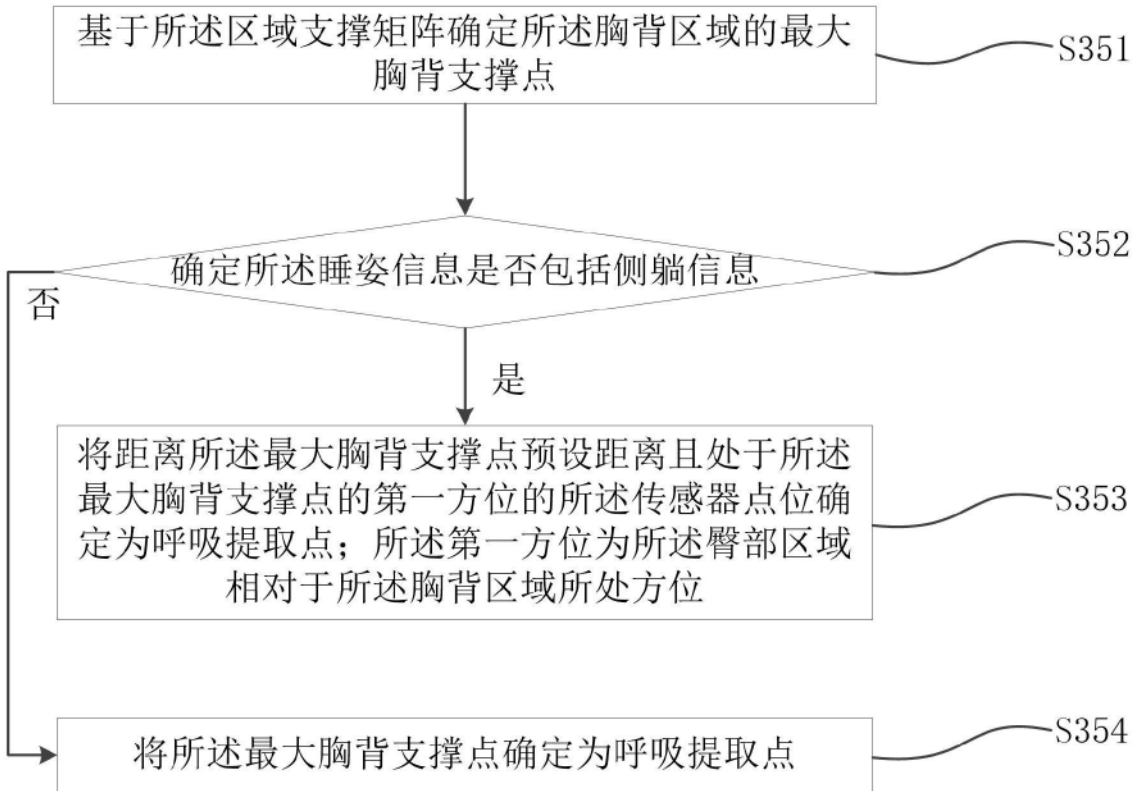 基于所述区域支撑矩阵确定所述胸背区域的最大
胸背支撑点
S351
确定所述睡姿信息是否包括侧躺信息
S352
否
是
将距离所述最大胸背支撑点预设距离且处于所述
最大胸背支撑点的第一方位的所述传感器点位确
定为呼吸提取点；所述第一方位为所述臀部区域
相对于所述胸背区域所处方位
S353
将所述最大胸背支撑点确定为呼吸提取点
S354